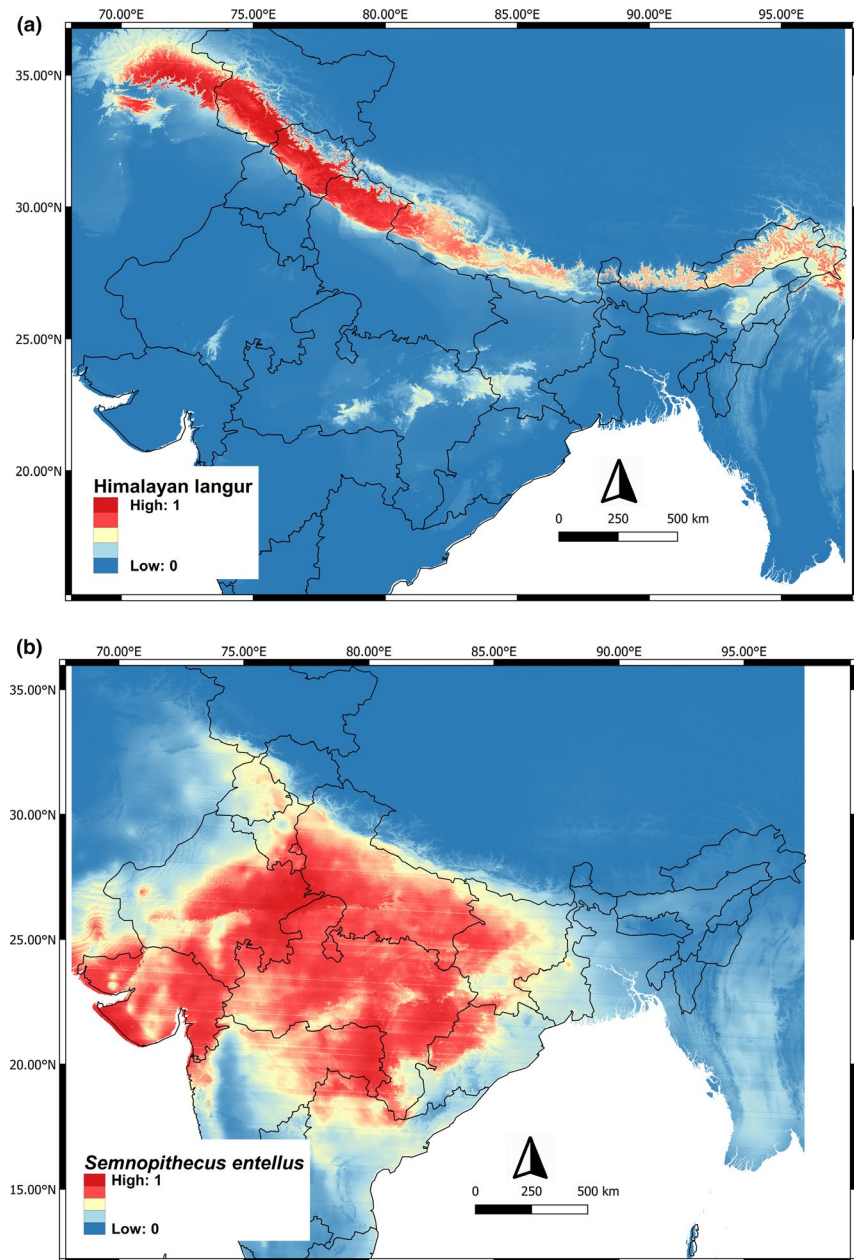 (a)
70.00°E 75.00°E 80.00°E 85.00°E 90.00°E 95.00°E
35.00°N
30.00°N
25.00°N
20.00°N
Himalayan langur
High: 1
Low: 0
0 250 500 km
(b)
70.00°E 75.00°E 80.00°E 85.00°E 90.00°E 95.00°E
35.00°N
30.00°N
25.00°N
20.00°N
15.00°N
Semnopithecus entellus
High: 1
Low: 0
0 250 500 km